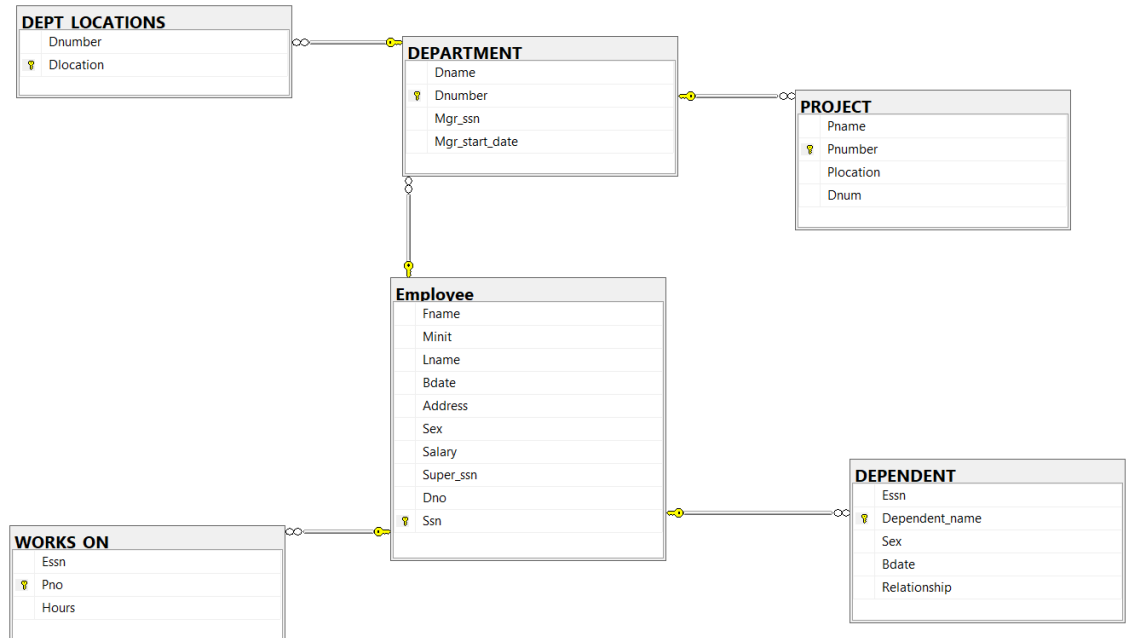 DEPT_LOCATIONS
Dnumber
Dlocation
DEPARTMENT
Dname
Dnumber
Mgr_ssn
Mgr_start_date
PROJECT
Pname
Pnumber
Plocation
Dnum
Employee
Fname
Minit
Lname
Bdate
Address
Sex
Salary
Super_ssn
Dno
Ssn
DEPENDENT
Essn
Dependent_name
Sex
Bdate
Relationship
WORKS_ON
Essn
Pno
Hours